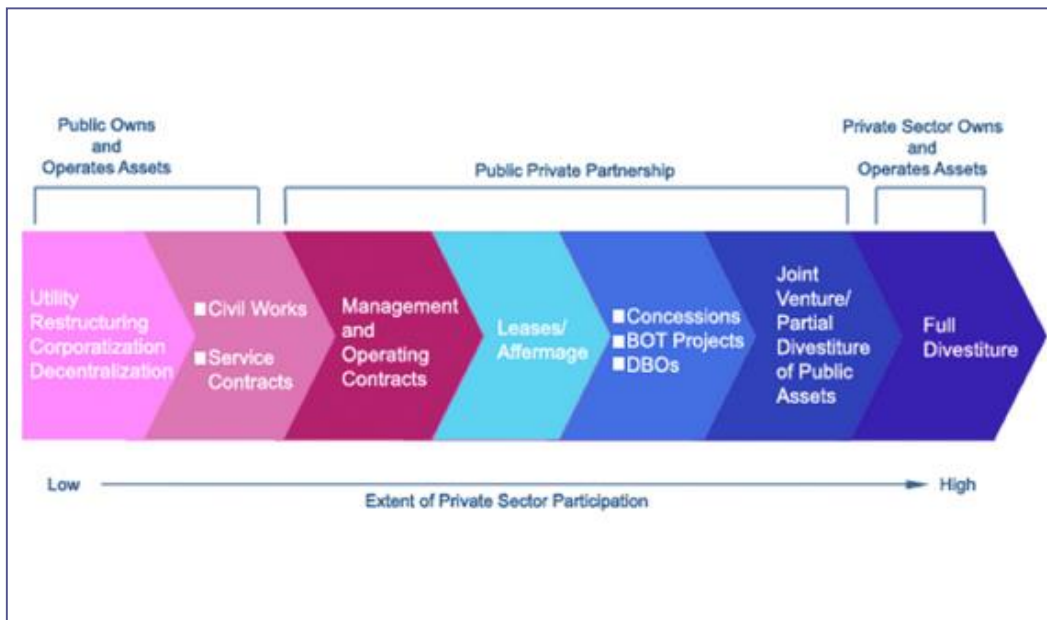 Public Owns
and
Operates Assets
Public Private Partnership
Private Sector Owns
and
Operates Assets
Utility
Restructuring
Corporatization
Decentralization
Civil Works
Service
Contracts
Management
and
Operating
Contracts
Leases/
Affermage
Concessions
BOT Projects
DBOs
Joint
Venture/
Partial
Divestiture
of Public
Assets
Full
Divestiture
Low
Extent of Private Sector Participation
High